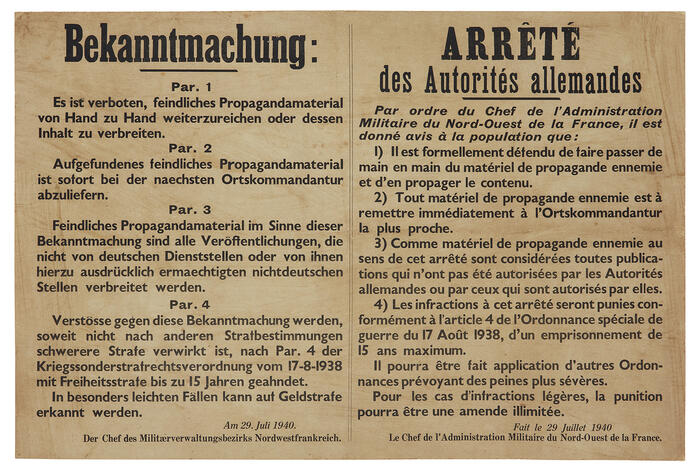 Bekanntmachung:
Par. 1
Es ist verboten, feindliches Propagandamaterial
von Hand zu Hand weiterzureichen oder dessen
Inhalt zu verbreiten.
Par. 2
Aufgefundenes feindliches Propagandamaterial
ist sofort bei der naechsten Ortskommandantur
abzuliefern.
Par. 3
Feindliches Propagandamaterial im Sinne dieser
Bekanntmachung sind alle Veröffentlichungen, die
nicht von deutschen Dienststellen oder von ihnen
hierzu ausdrücklich ermaechtigten nichtdeutschen
Stellen verbreitet werden.
Par. 4
Verstösse gegen diese Bekanntmachung werden,
soweit nicht nach anderen Strafbestimmungen
schwerere Strafe verwirkt ist, nach Par. 4 der
Kriegssonderstrafrechtsverordnung vom 17-8-1938
mit Freiheitsstrafe bis zu 15 Jahren geahndet.
In besonders leichten Fällen kann auf Geldstrafe
erkannt werden.
Am 29. Juli 1940.
Der Chef des Militærverwaltungsbezirks Nordwestfrankreich.
ARRÊTÉ
des Autorités allemandes
Par ordre du Chef de l'Administration
Militaire du Nord-Ouest de la France, il est
donné avis à la population que :
1) Il est formellement défendu de faire passer de
main en main du matériel de propagande ennemie
et d'en propager le contenu.
2) Tout matériel de propagande ennemie est à
remettre immédiatement à l'Ortskommandantur
la plus proche.
3) Comme matériel de propagande ennemie au
sens de cet arrêté sont considérées toutes publica-
tions qui n'ont pas été autorisées par les Autorités
allemandes ou par ceux qui sont autorisés par elles.
4) Les infractions à cet arrêté seront punies con-
formément à l'article 4 de l'Ordonnance spéciale de
guerre du 17 Août 1938, d'un emprisonnement de
15 ans maximum.
Il pourra être fait application d'autres Ordon-
nances prévoyant des peines plus sévères.
Pour les cas d'infractions légères, la punition
pourra être une amende illimitée.
Fait le 29 Juillet 1940
Le Chef de l'Administration Militaire du Nord-Ouest de la France.